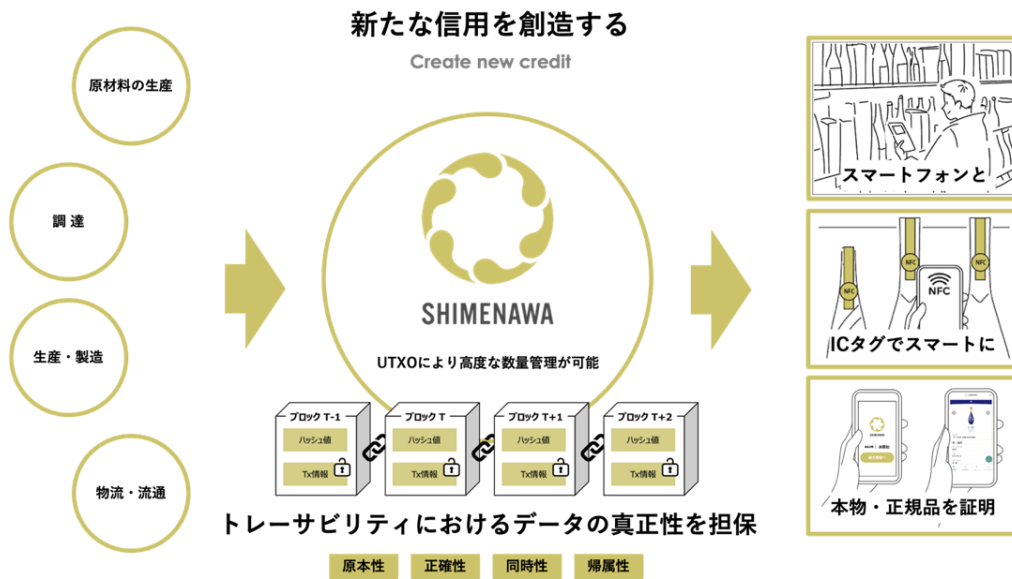 新たな信用を創造する
Create new credit
原材料の生産
調 達
生産・製造
物流・流通
SHIMENAWA
UTXOにより高度な数量管理が可能
ブロック T-1
ハッシュ値
Tx情報
ブロック T
ハッシュ値
Tx情報
ブロック T+1
ハッシュ値
Tx情報
ブロック T+2
ハッシュ値
Tx情報
トレーサビリティにおけるデータの真正性を担保
原本性
正確性
同時性
帰属性
スマートフォンと
NFC
NFC
NFC
NFC
ICタグでスマートに
SHIMENAWA
本物・正規品を証明